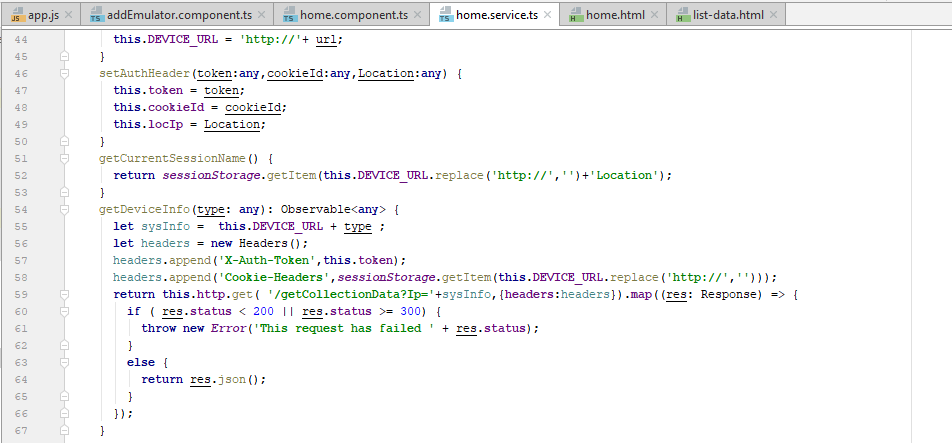 app.js addEmulator.component.ts home.component.ts home.service.ts home.html list-data.html
44 this.DEVICE_URL = 'http://'+ url;
45 }
46 setAuthHeader(token:any,cookieId:any,Location:any) {
47 this.token = token;
48 this.cookieId = cookieId;
49 this.locIp = Location;
50 }
51 getCurrentSessionName() {
52 return sessionStorage.getItem(this.DEVICE_URL.replace('http://','')+'Location');
53 }
54 getDeviceInfo(type: any): Observable<any> {
55 let sysInfo =  this.DEVICE_URL + type ;
56 let headers = new Headers();
57 headers.append('X-Auth-Token',this.token);
58 headers.append('Cookie-Headers',sessionStorage.getItem(this.DEVICE_URL.replace('http://','')));
59 return this.http.get( '/getCollectionData?Ip='+sysInfo,{headers:headers}).map((res: Response) => {
60 if ( res.status < 200 || res.status >= 300) {
61 throw new Error('This request has failed ' + res.status);
62 }
63 else {
64 return res.json();
65 }
66 });
67 }